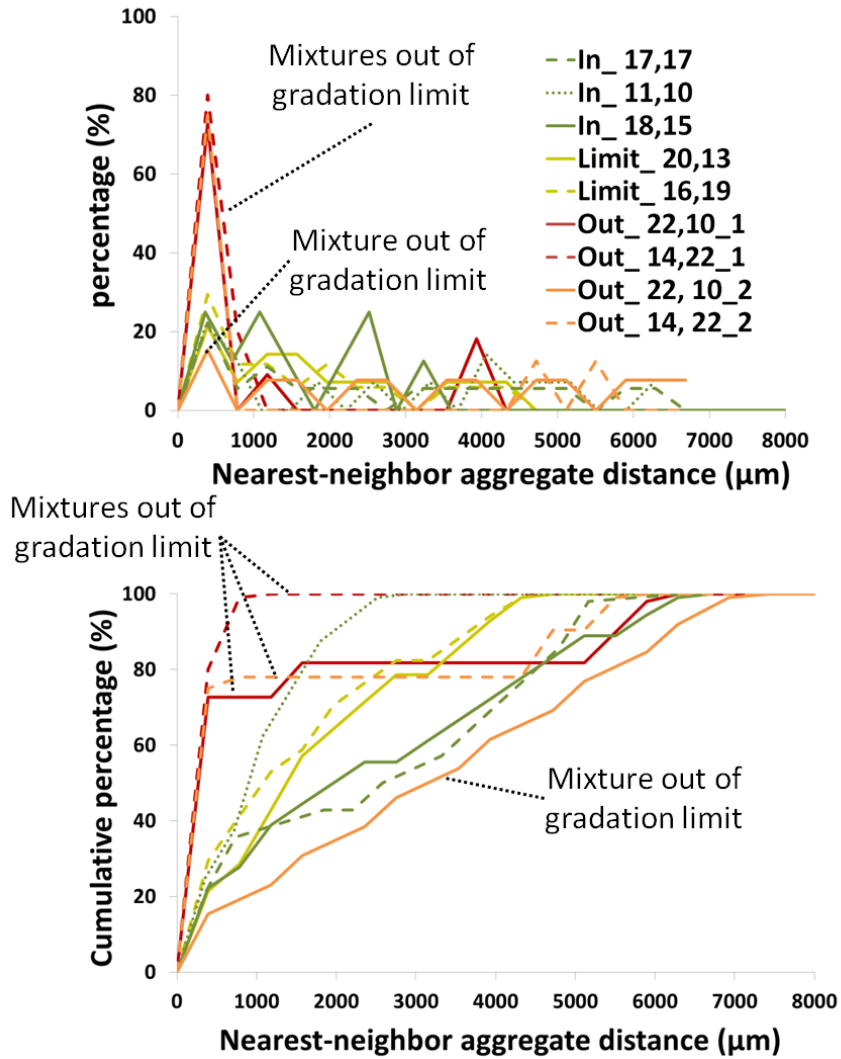 100
80
60
40
20
0
percentage (%)
Mixtures out of
gradation limit
Mixture out of
gradation limit
In_ 17,17
In_ 11,10
In_ 18,15
Limit_ 20,13
Limit_ 16,19
Out_ 22,10_1
Out_ 14,22_1
Out_ 22, 10_2
Out_ 14, 22_2
0 1000 2000 3000 4000 5000 6000 7000 8000
Nearest-neighbor aggregate distance (μm)
Mixtures out of
gradation limit
100
80
60
40
20
0
Cumulative percentage (%)
Mixture out of
gradation limit
0 1000 2000 3000 4000 5000 6000 7000 8000
Nearest-neighbor aggregate distance (μm)